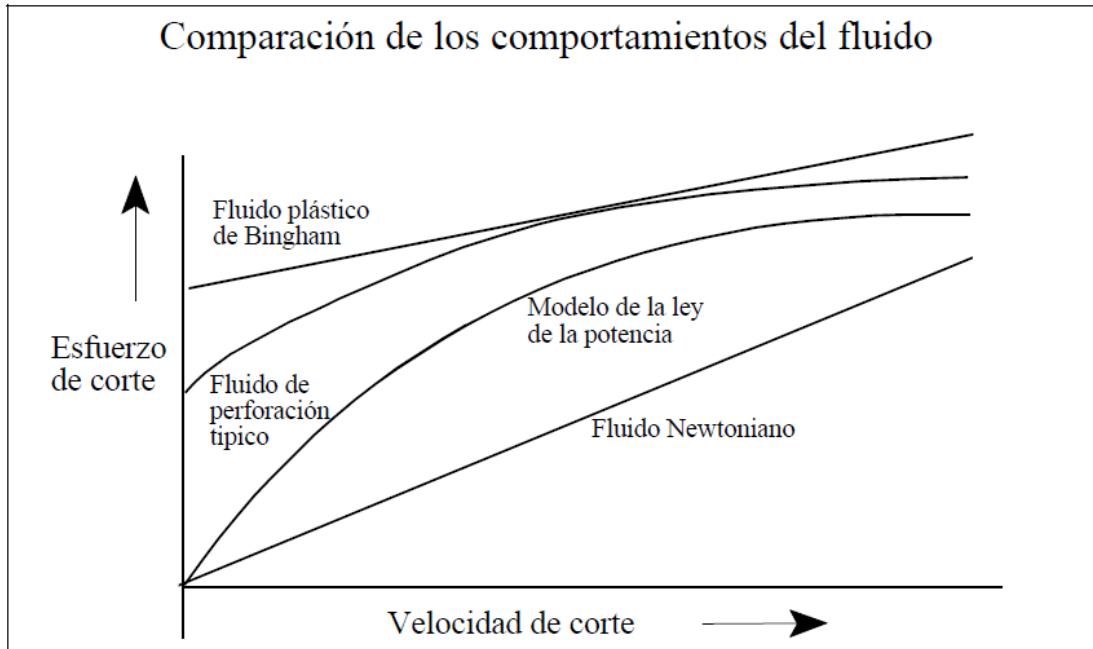 Comparación de los comportamientos del fluido
Fluido plástico
de Bingham
Modelo de la ley
de la potencia
Esfuerzo
de corte
Fluido de
perforación
tipico
Fluido Newtoniano
Velocidad de corte